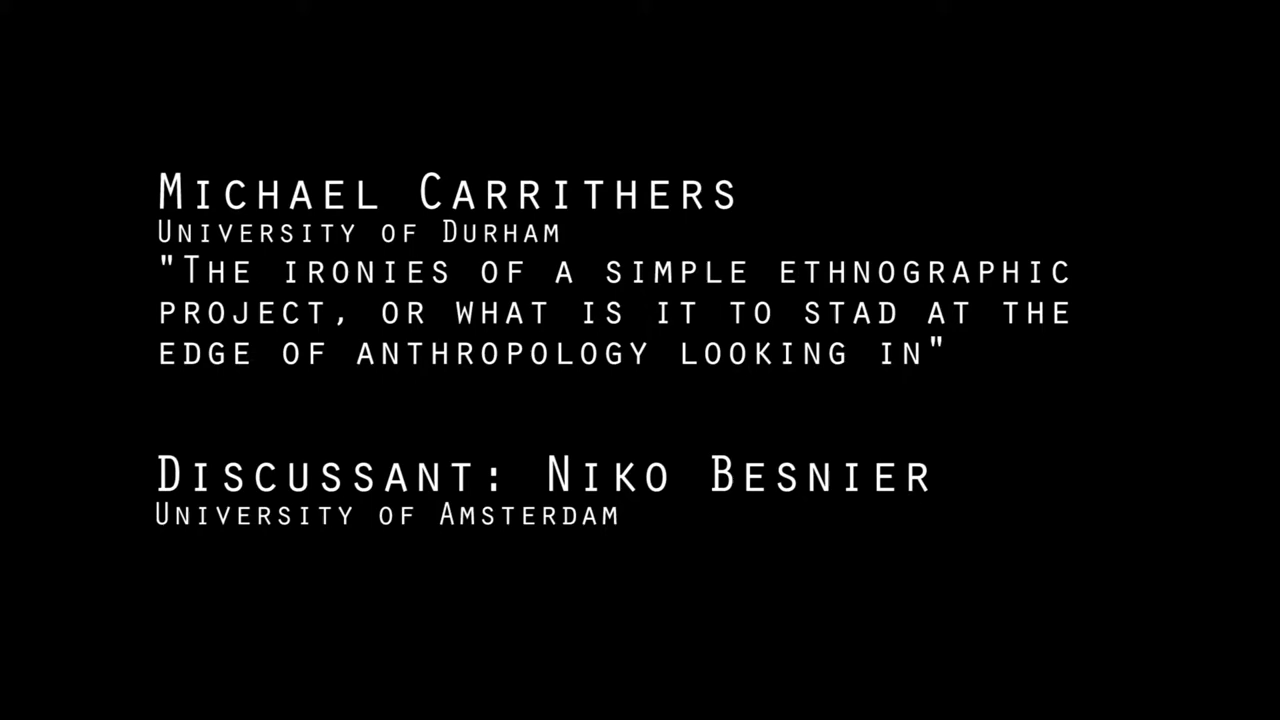 Michael Carrithers
University of Durham
"The ironies of a simple ethnographic
project, or what is it to stad at the
edge of anthropology looking in"
Discussant: Niko Besnier
University of Amsterdam